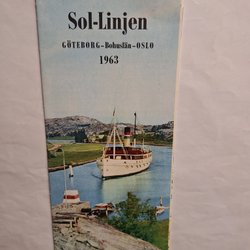 Sol-Linjen
GÖTEBORG – Bohuslän – OSLO
1963